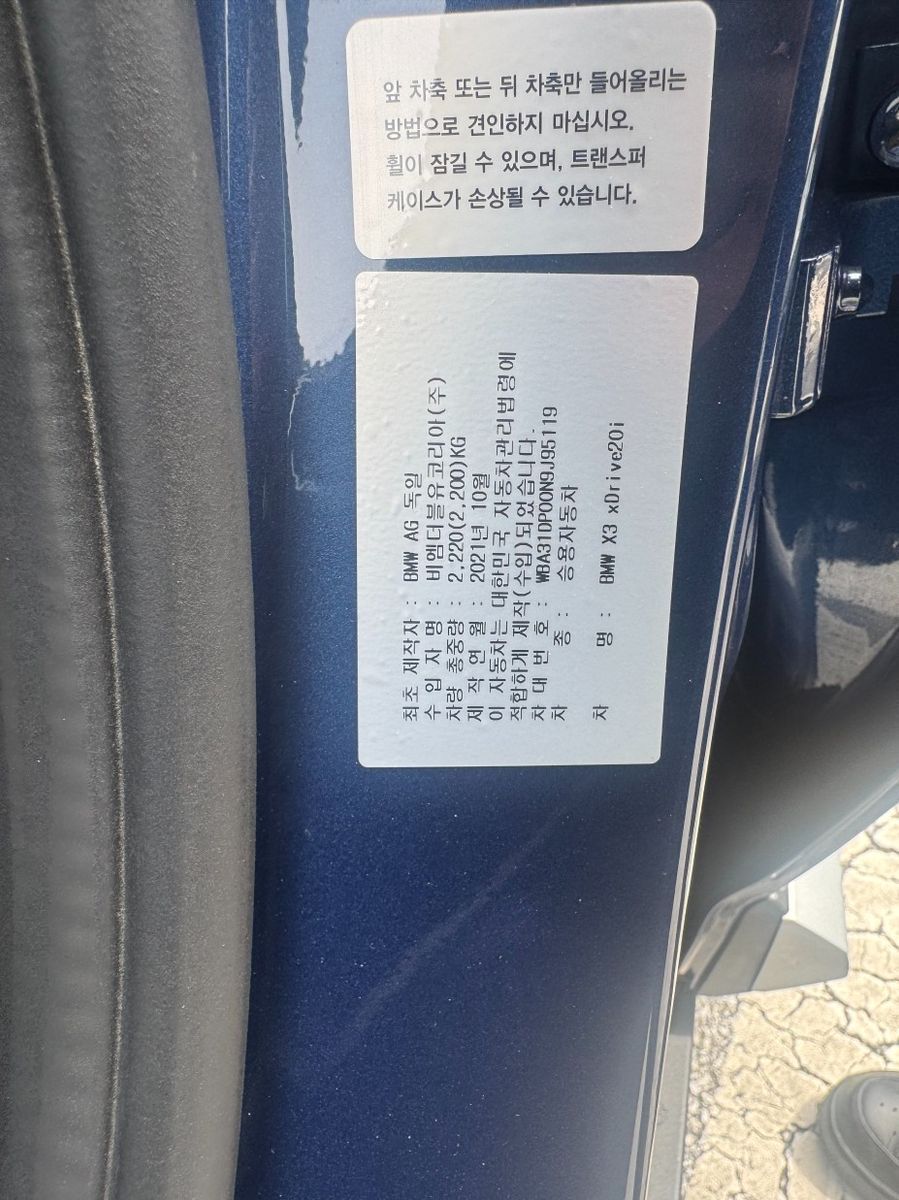 앞 차축 또는 뒤 차축만 들어올리는
방법으로 견인하지 마십시오.
휠이 잠길 수 있으며, 트랜스퍼
케이스가 손상될 수 있습니다.
최초 제작자 : BMW AG 독일
수 입 자 명 : 비엠더블유코리아(주)
차량 총중량 : 2,220(2,200)KG
제 작 연 월 : 2021년 10월
이 자동차는 대한민국 자동차관리법령에
적합하게 제작(수입)되었습니다.
차 대 번 호 : WBA31DP00N9J95119
차 종 : 승용자동차
차 명 : BMW X3 xDrive20i